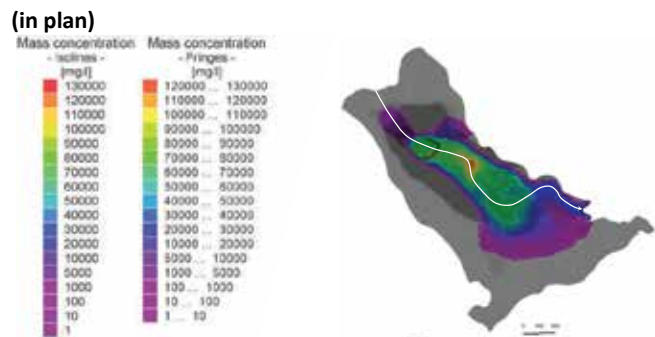 (in plan)
Mass concentration
- Isolines -
[mg/l]
130000
120000
110000
100000
90000
80000
70000
60000
50000
40000
30000
20000
10000
5000
1000
100
10
1
Mass concentration
- Fringes -
[mg/l]
120000 ... 130000
110000 ... 120000
100000 ... 110000
90000 ... 100000
80000 ... 90000
70000 ... 80000
60000 ... 70000
50000 ... 60000
40000 ... 50000
30000 ... 40000
20000 ... 30000
10000 ... 20000
5000 ... 10000
1000 ... 5000
100 ... 1000
10 ... 100
1 ... 10